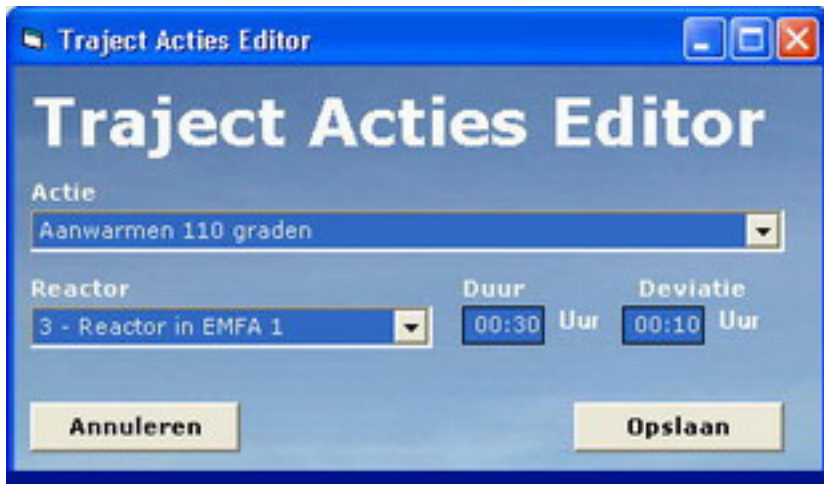 Traject Acties Editor
Traject Acties Editor
Actie
Aanwarmen 110 graden
Reactor Duur Deviatie
3 - Reactor in EMFA 1 00:30 Uur 00:10 Uur
Annuleren Opslaan